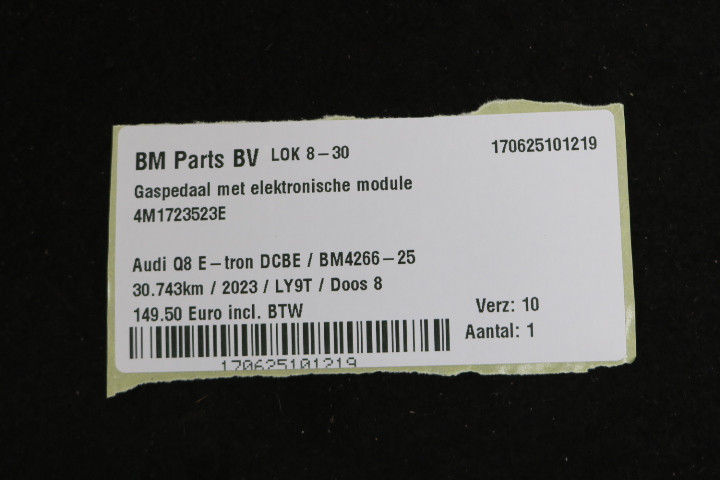 BM Parts BV LOK 8-30
170625101219
Gaspedaal met elektronische module
4M1723523E
Audi Q8 E-tron DCBE / BM4266-25
30.743km / 2023 / LY9T / Doos 8
149.50 Euro incl. BTW
Verz: 10
Aantal: 1
170625101219